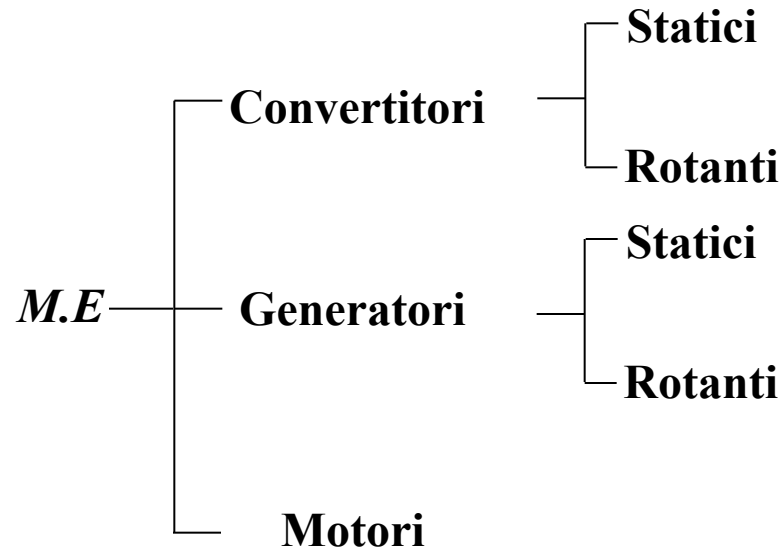 Statici
Convertitori
Rotanti
Statici
M.E
Generatori
Rotanti
Motori